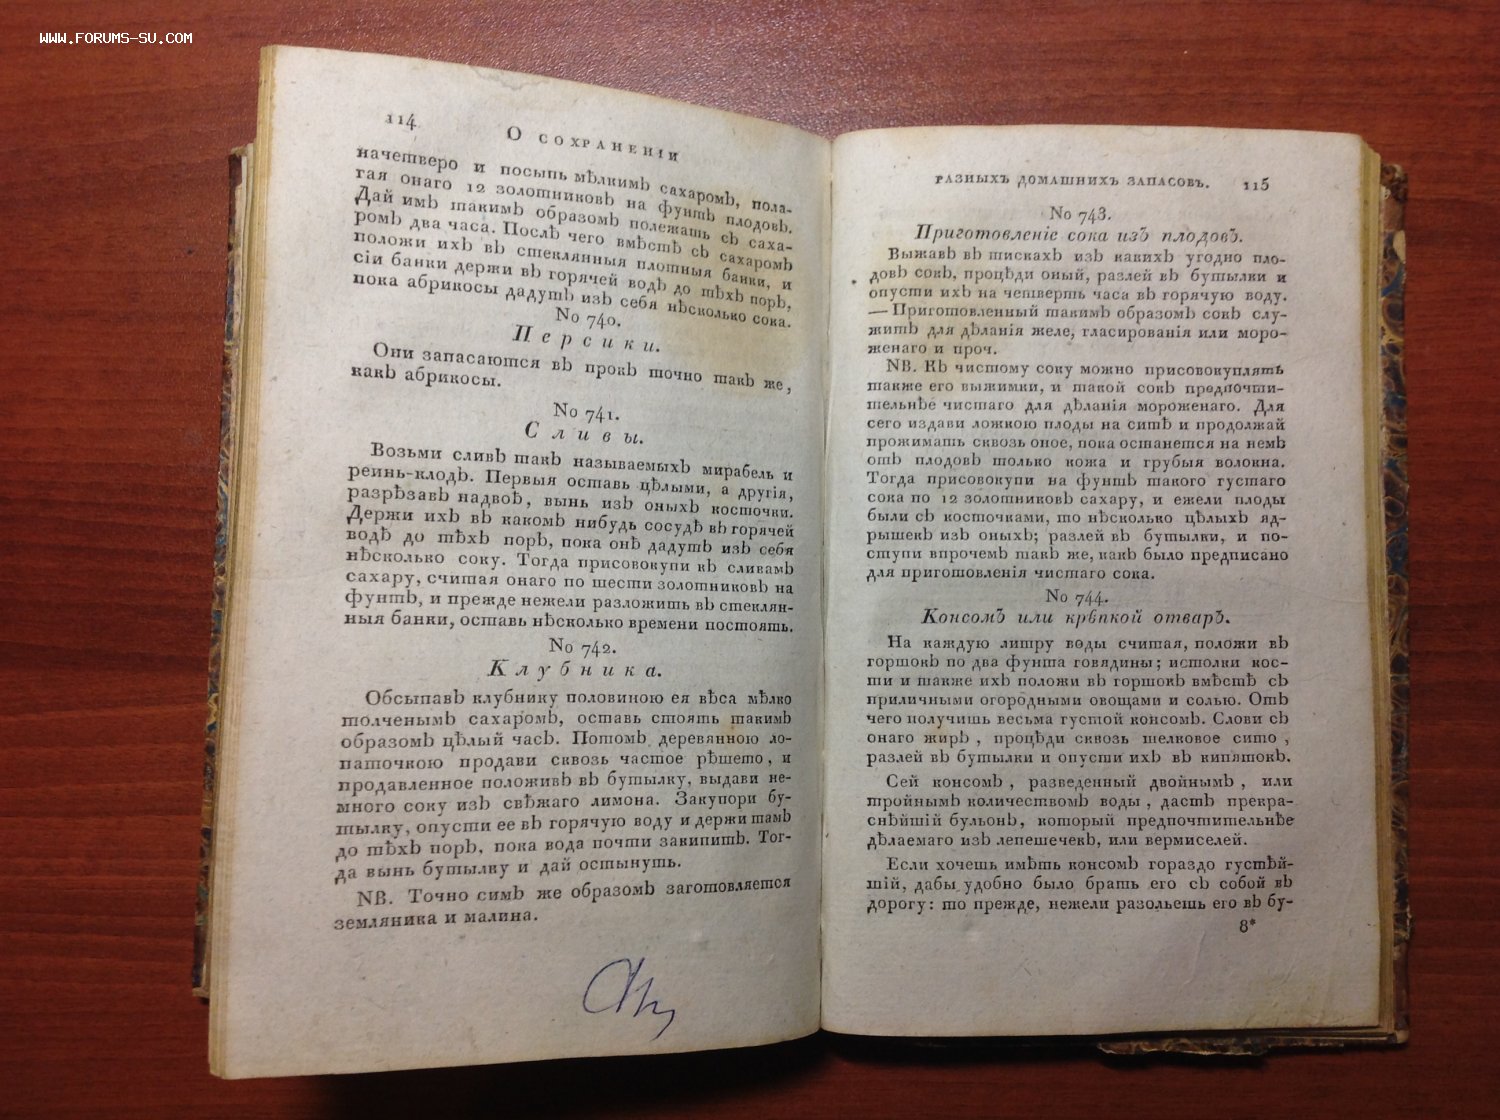 WWW.FORUMS-SU.COM
114
О СОХРАНЕНІИ
начетверо и посыпь мѣлкимъ сахаромъ, пола-
гая онаго 12 золотниковъ на фунтъ плодовъ.
Дай имъ такимъ образомъ полежать съ саха-
ромъ два часа. Послѣ чего вмѣстѣ съ сахаромъ
положи ихъ въ стеклянныя плотныя банки, и
сіи банки держи въ горячей водѣ до тѣхъ поръ,
пока абрикосы дадутъ изъ себя нѣсколько сока.
No 740.
Персики.
Они запасаются въ прокъ точно такъ же,
какъ абрикосы.
No 741.
Сливы.
Возьми сливъ такъ называемыхъ мирабель и
реинь-клодъ. Первыя оставь цѣлыми, а другія,
разрѣзавъ надвоѣ, вынь изъ оныхъ косточки.
Держи ихъ въ какомъ нибудь сосудѣ въ горячей
водѣ до тѣхъ поръ, пока онѣ дадутъ изъ себя
нѣсколько соку. Тогда присовокупи къ сливамъ
сахару, считая онаго по шести золотниковъ на
фунтъ, и прежде нежели разложить въ стеклян-
ныя банки, оставь нѣсколько времени постоять.
No 742.
Клубника.
Обсыпавъ клубнику половиною ея вѣса мѣлко
толченымъ сахаромъ, оставь стоять такимъ
образомъ цѣлый часъ. Потомъ деревянною ло-
паточкою продави сквозь частое рѣшето, и
продавленное положивъ въ бутылку, выдави не-
много соку изъ свѣжаго лимона. Закупори бу-
тылку, опусти ее въ горячую воду и держи тамъ
до тѣхъ поръ, пока вода почти закипитъ. Тог-
да вынь бутылку и дай остынуть.
NB. Точно симъ же образомъ заготовляется
земляника и малина.
РАЗНЫХЪ ДОМАШНИХЪ ЗАПАСОВЪ. 115
No 743.
Приготовленіе сока изъ плодовъ.
Выжавъ въ тискахъ изъ какихъ угодно пло-
довъ сокъ, процѣди оный, разлей въ бутылки и
опусти ихъ на четверть часа въ горячую воду.
— Приготовленный такимъ образомъ сокъ слу-
житъ для дѣланія желе, гласированія или моро-
женаго и проч.
NB. Къ чистому соку можно присовокуплять
также его выжимки, и такой сокъ предпочти-
тельнѣе чистаго для дѣланія мороженаго. Для
сего издави ложкою плоды на ситѣ и продолжай
прожимать сквозь оное, пока останется на немъ
отъ плодовъ только кожа и грубыя волокна.
Тогда присовокупи на фунтъ такого густаго
сока по 12 золотниковъ сахару, и ежели плоды
были съ косточками, то нѣсколько цѣлыхъ яд-
рышекъ изъ оныхъ; разлей въ бутылки, и по-
ступи впрочемъ такъ же, какъ было предписано
для приготовленія чистаго сока.
No 744.
Консомъ или крѣпкой отваръ.
На каждую литру воды считая, положи въ
горшокъ по два фунта говядины; истолки кос-
ти и также ихъ положи въ горшокъ вмѣстѣ съ
приличными огородными овощами и солью. Отъ
чего получишь весьма густой консомъ. Слови съ
онаго жиръ, процѣди сквозь шелковое сито,
разлей въ бутылки и опусти ихъ въ кипятокъ.
Сей консомъ, разведенный двойнымъ, или
тройнымъ количествомъ воды, дастъ прекра-
снѣйшій бульонъ, который предпочтительнѣе
дѣлаемаго изъ лепешечекъ, или вермиселей.
Если хочешь имѣть консомъ гораздо густѣй-
шій, дабы удобно было брать его съ собой въ
дорогу: то прежде, нежели разольешь его въ бу-
8*